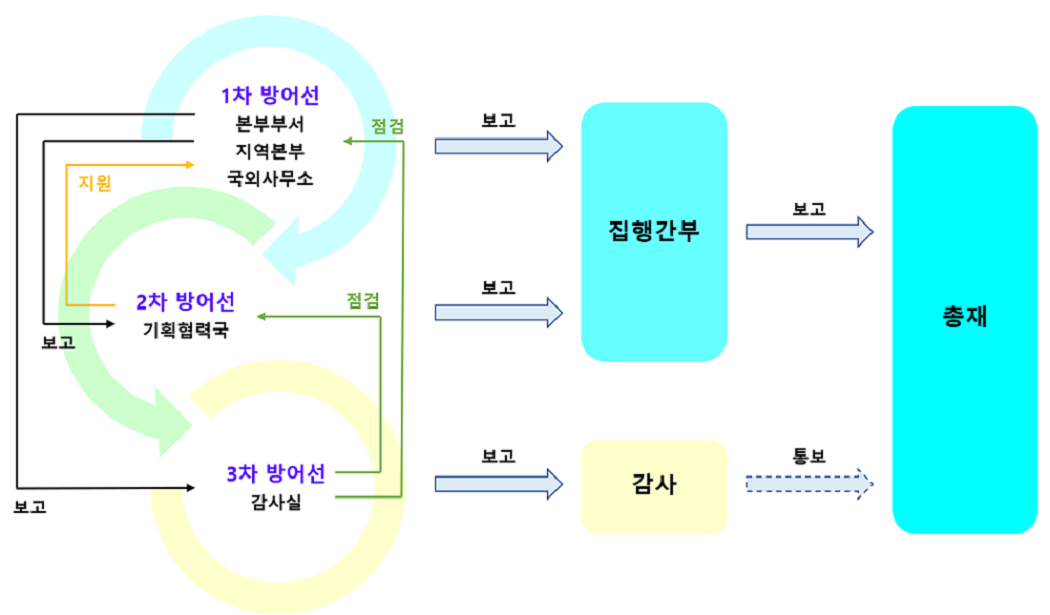 1차 방어선
본부부서
지역본부
국외사무소
점검
지원
보고
집행간부
보고
총재
2차 방어선
기획협력국
점검
보고
보고
3차 방어선
감사실
보고
보고
감사
통보